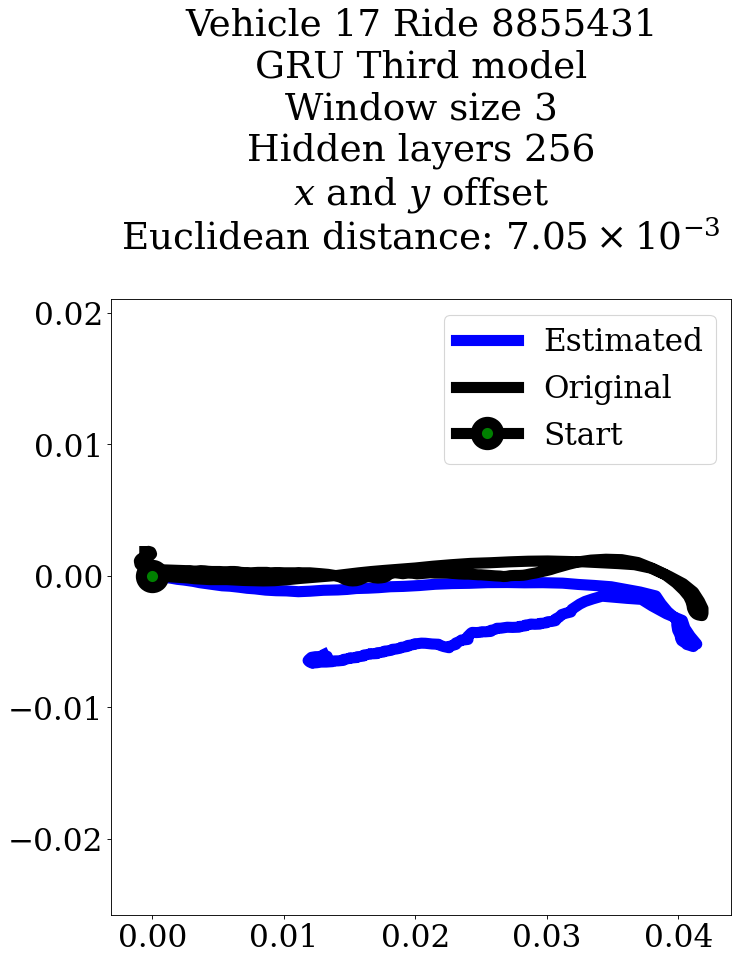 Vehicle 17 Ride 8855431
GRU Third model
Window size 3
Hidden layers 256
x and y offset
Euclidean distance: 7.05 × 10⁻³
Estimated
Original
Start
0.02
0.01
0.00
−0.01
−0.02
0.00 0.01 0.02 0.03 0.04